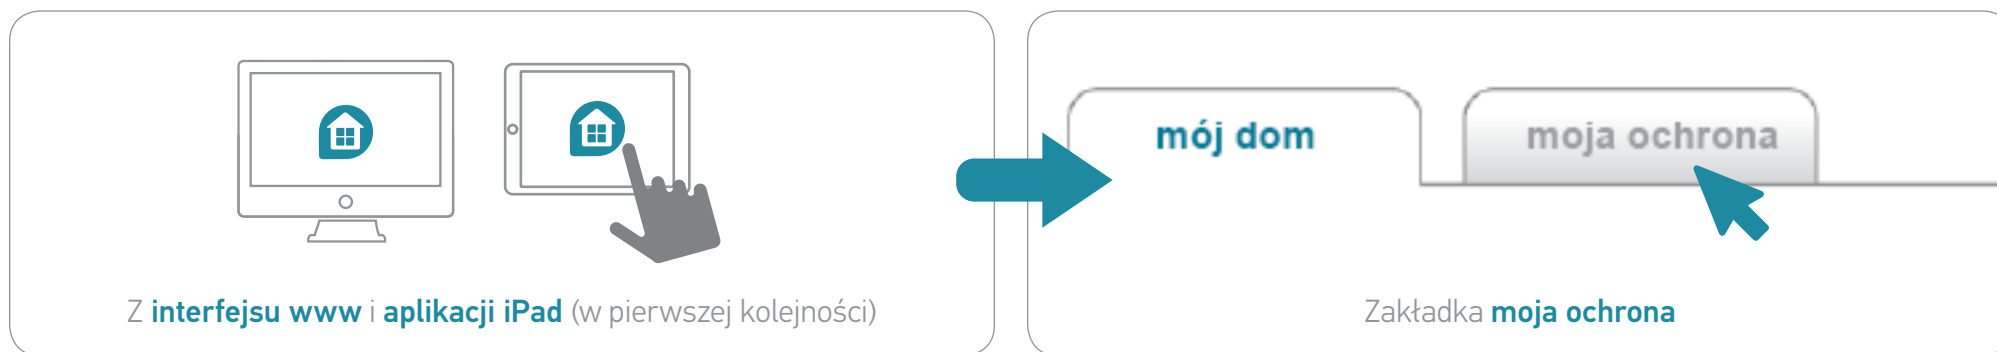 mój dom
moja ochrona
Z interfejsu www i aplikacji iPad (w pierwszej kolejności)
Zakładka moja ochrona